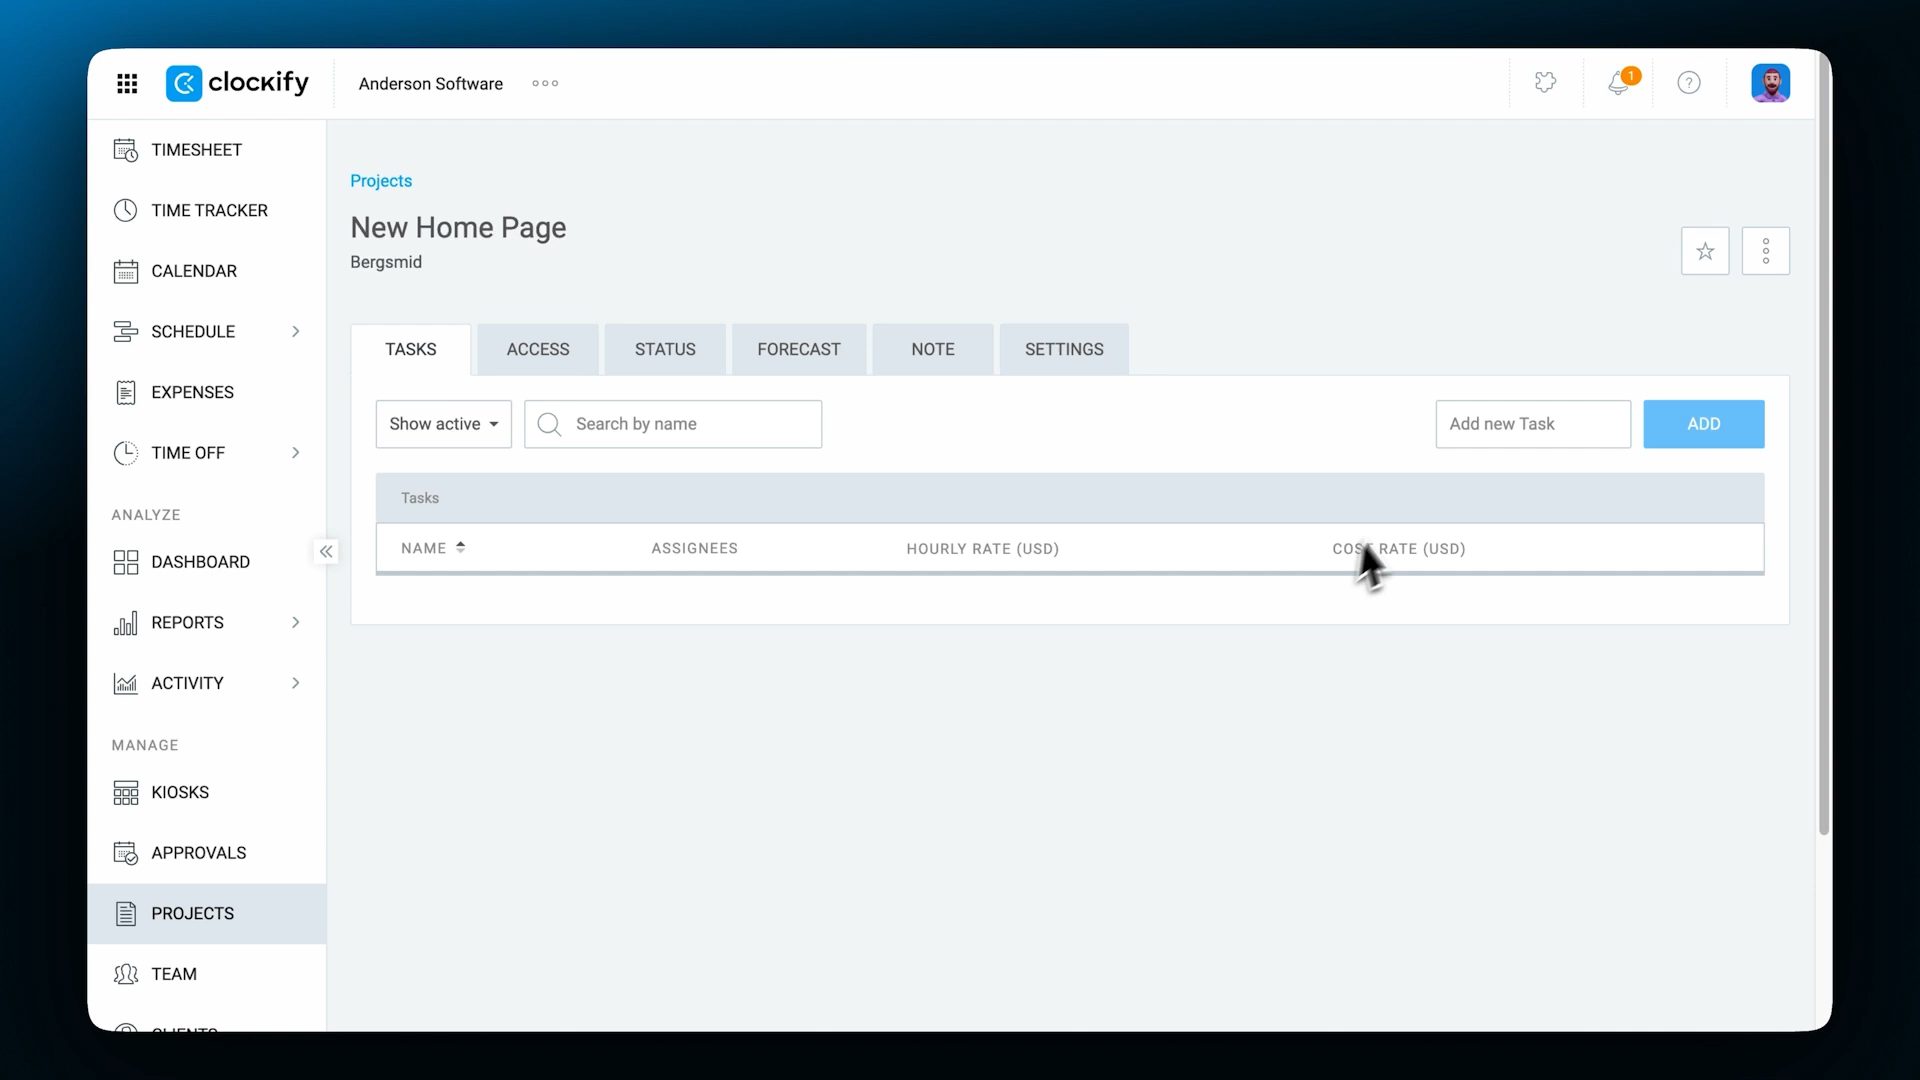 clockify
Anderson Software
1
TIMESHEET
TIME TRACKER
CALENDAR
SCHEDULE
EXPENSES
TIME OFF
ANALYZE
DASHBOARD
REPORTS
ACTIVITY
MANAGE
KIOSKS
APPROVALS
PROJECTS
TEAM
CLIENTS
Projects
New Home Page
Bergsmid
TASKS
ACCESS
STATUS
FORECAST
NOTE
SETTINGS
Show active
Search by name
Add new Task
ADD
Tasks
NAME
ASSIGNEES
HOURLY RATE (USD)
COST RATE (USD)